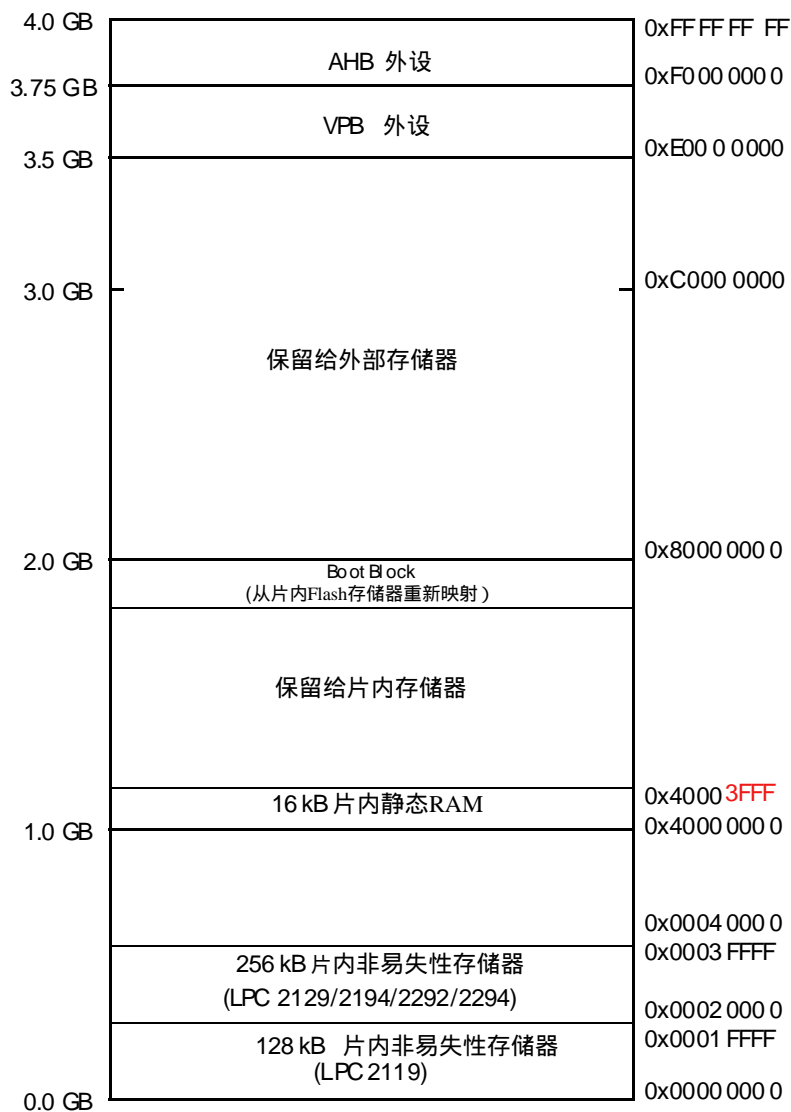 4.0 GB
0xFFFF FFFF
AHB 外设
3.75 GB
0xF000 0000
VPB 外设
3.5 GB
0xE000 0000
3.0 GB
0xC000 0000
保留给外部存储器
2.0 GB
0x8000 0000
Boot Block
(从片内Flash存储器重新映射)
保留给片内存储器
16 kB 片内静态RAM
0x4000 3FFF
1.0 GB
0x4000 0000
0x0004 0000
0x0003 FFFF
256 kB 片内非易失性存储器
(LPC 2129/2194/2292/2294)
0x0002 0000
0x0001 FFFF
128 kB 片内非易失性存储器
(LPC 2119)
0.0 GB
0x0000 0000